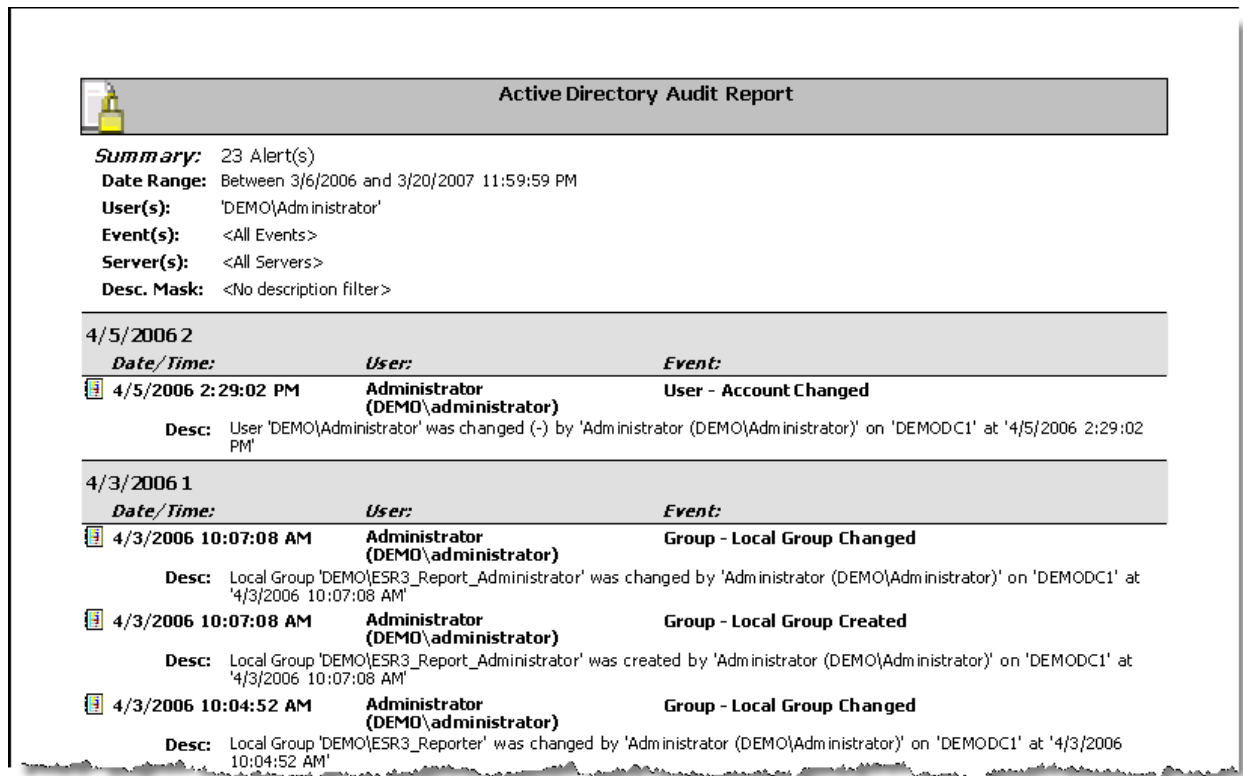 Active Directory Audit Report
Summary: 23 Alert(s)
Date Range: Between 3/6/2006 and 3/20/2007 11:59:59 PM
User(s): 'DEMO\Administrator'
Event(s): <All Events>
Server(s): <All Servers>
Desc. Mask: <No description filter>
4/5/2006 2
Date/Time: User: Event:
4/5/2006 2:29:02 PM Administrator User - Account Changed
(DEMO\administrator)
Desc: User 'DEMO\Administrator' was changed (-) by 'Administrator (DEMO\Administrator)' on 'DEMODC1' at '4/5/2006 2:29:02
PM'
4/3/2006 1
Date/Time: User: Event:
4/3/2006 10:07:08 AM Administrator Group - Local Group Changed
(DEMO\administrator)
Desc: Local Group 'DEMO\ESR3_Report_Administrator' was changed by 'Administrator (DEMO\Administrator)' on 'DEMODC1' at
'4/3/2006 10:07:08 AM'
4/3/2006 10:07:08 AM Administrator Group - Local Group Created
(DEMO\administrator)
Desc: Local Group 'DEMO\ESR3_Report_Administrator' was created by 'Administrator (DEMO\Administrator)' on 'DEMODC1' at
'4/3/2006 10:07:08 AM'
4/3/2006 10:04:52 AM Administrator Group - Local Group Changed
(DEMO\administrator)
Desc: Local Group 'DEMO\ESR3_Reporter' was changed by 'Administrator (DEMO\Administrator)' on 'DEMODC1' at '4/3/2006
10:04:52 AM'